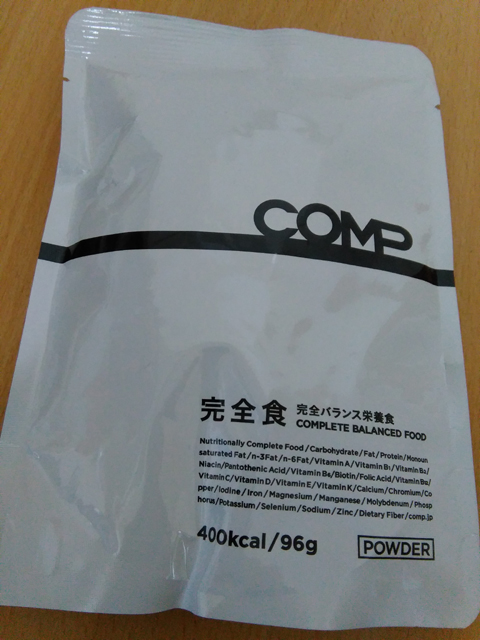 COMP
完全食 完全バランス栄養食
COMPLETE BALANCED FOOD
Nutritionally Complete Food / Carbohydrate / Fat / Protein / Monoun
saturated Fat / n-3Fat / n-6Fat / Vitamin A / Vitamin B1 / Vitamin B2 /
Niacin/Pantothenic Acid / Vitamin B6 / Biotin / Folic Acid / Vitamin B12 /
Vitamin C / Vitamin D / Vitamin E / Vitamin K / Calcium / Chromium / Co
pper / Iodine / Iron / Magnesium / Manganese / Molybdenum / Phosp
horus / Potassium / Selenium / Sodium / Zinc / Dietary Fiber / comp.jp
400kcal/96g POWDER